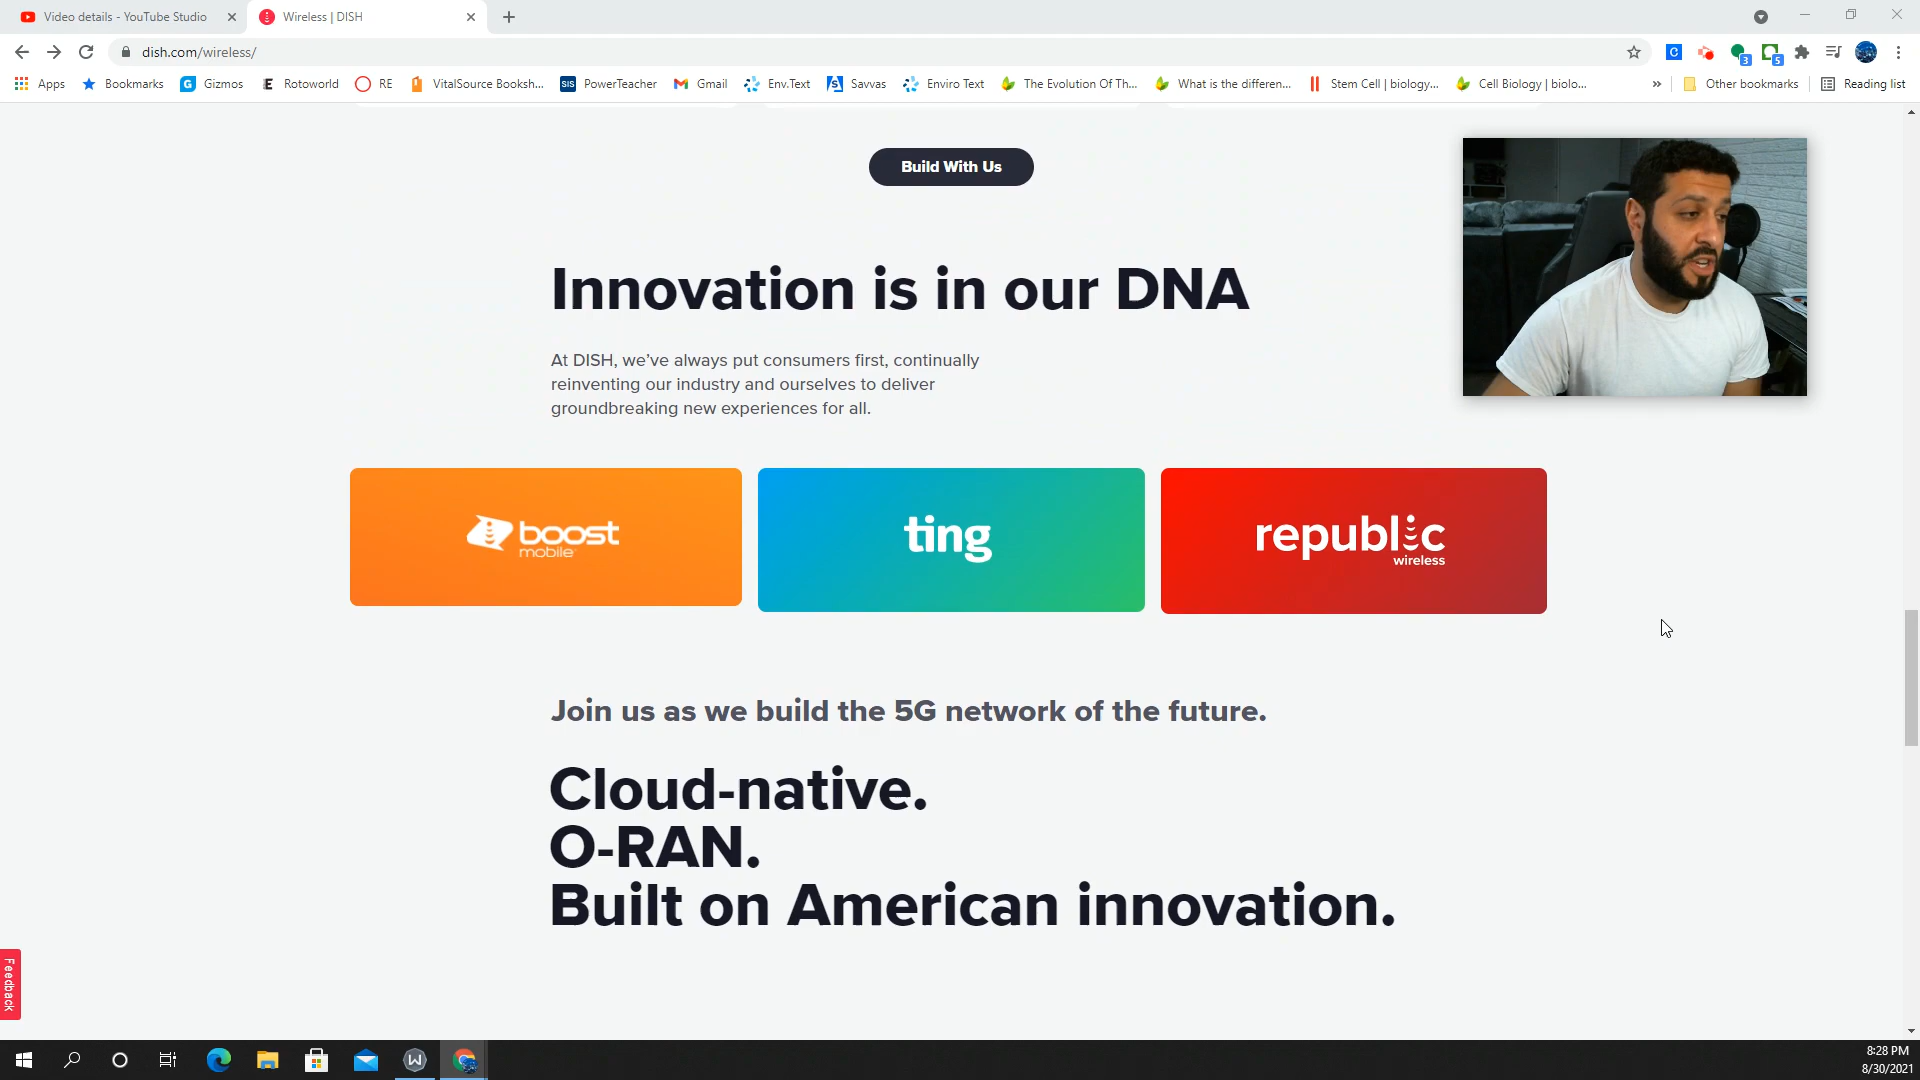 Video details - YouTube Studio
Wireless | DISH
dish.com/wireless/
Apps
Bookmarks
Gizmos
Rotoworld
RE
VitalSource Booksh...
PowerTeacher
Gmail
Env.Text
Savvas
Enviro Text
The Evolution Of Th...
What is the differen...
Stem Cell | biology...
Cell Biology | biolo...
Other bookmarks
Reading list
Build With Us
Innovation is in our DNA
At DISH, we've always put consumers first, continually
reinventing our industry and ourselves to deliver
groundbreaking new experiences for all.
boost
mobile
ting
republic
wireless
Join us as we build the 5G network of the future.
Cloud-native.
O-RAN.
Built on American innovation.
Feedback
8:28 PM
8/30/2021